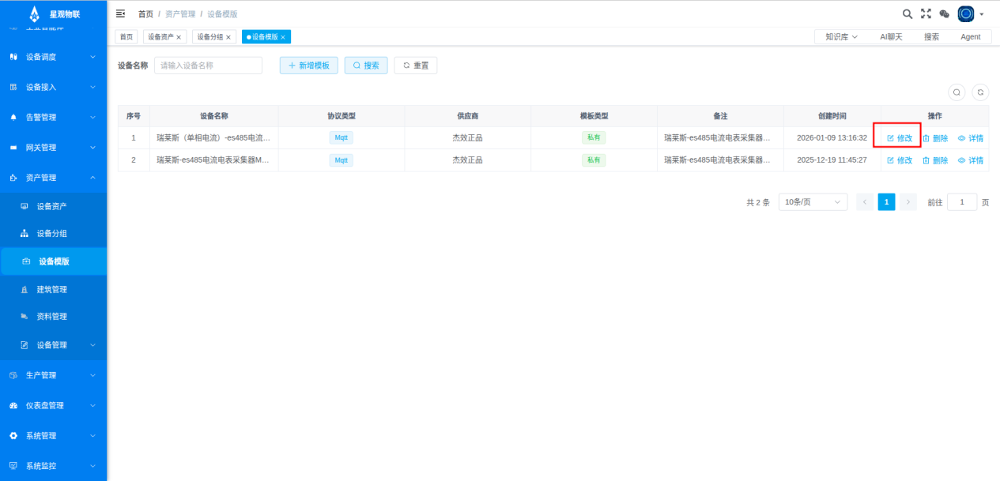 星观物联
首页 / 资产管理 / 设备模版
首页 设备资产 × 设备分组 × 设备模版 ×
知识库 AI聊天 搜索 Agent
设备调度
设备接入
告警管理
网关管理
资产管理
设备资产
设备分组
设备模版
建筑管理
资料管理
设备管理
生产管理
仪表盘管理
系统管理
系统监控
设备名称 请输入设备名称 + 新增模板 搜索 重置
序号 设备名称 协议类型 供应商 模板类型 备注 创建时间 操作
1 瑞莱斯（单相电流）-es485电流... Mqtt 杰效正品 私有 瑞莱斯-es485电流电表采集器... 2026-01-09 13:16:32 修改 删除 详情
2 瑞莱斯-es485电流电表采集器M... Mqtt 杰效正品 私有 瑞莱斯-es485电流电表采集器... 2025-12-19 11:45:27 修改 删除 详情
共 2 条 10条/页 1 前往 1 页